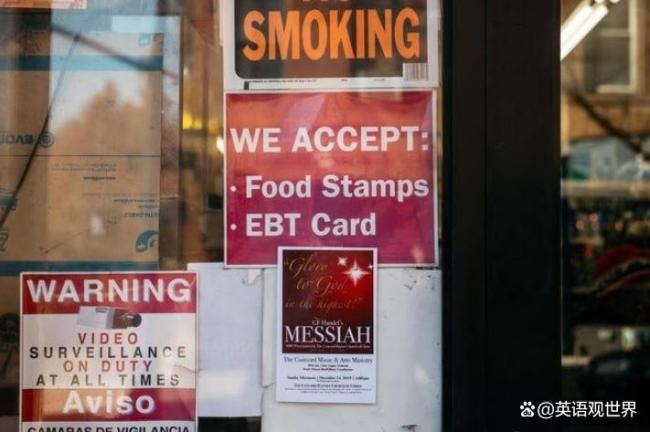 SMOKING
WE ACCEPT:
· Food Stamps
· EBT Card
"Glory
to God
in the highest!"
G.F. Handel's
MESSIAH
The Concord Music & Arts Ministry
WARNING
VIDEO
SURVEILLANCE
ON DUTY
AT ALL TIMES
Aviso
CAMARAS DE VIGILANCIA
@英语观世界